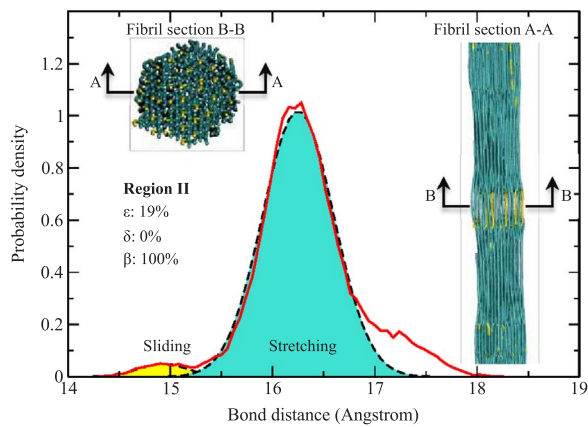 Fibril section B-B
Fibril section A-A
A
A
B
B
Region II
ε: 19%
δ: 0%
β: 100%
Sliding
Stretching
Probability density
0
0.2
0.4
0.6
0.8
1
1.2
14
15
16
17
18
19
Bond distance (Angstrom)